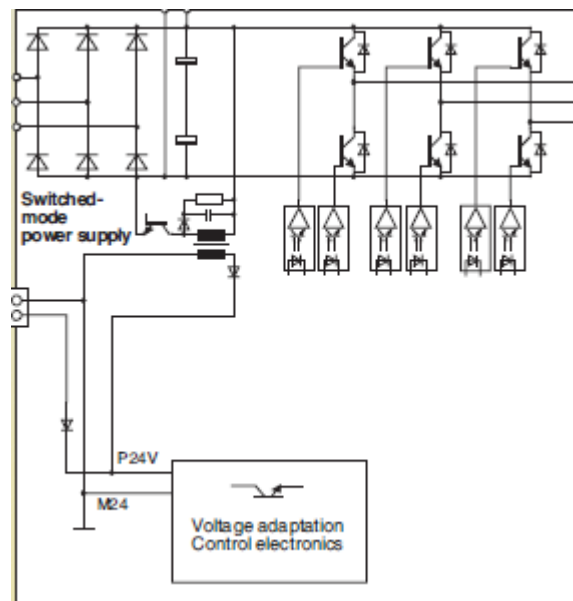 Switched-
mode
power supply
P24V
M24
Voltage adaptation
Control electronics